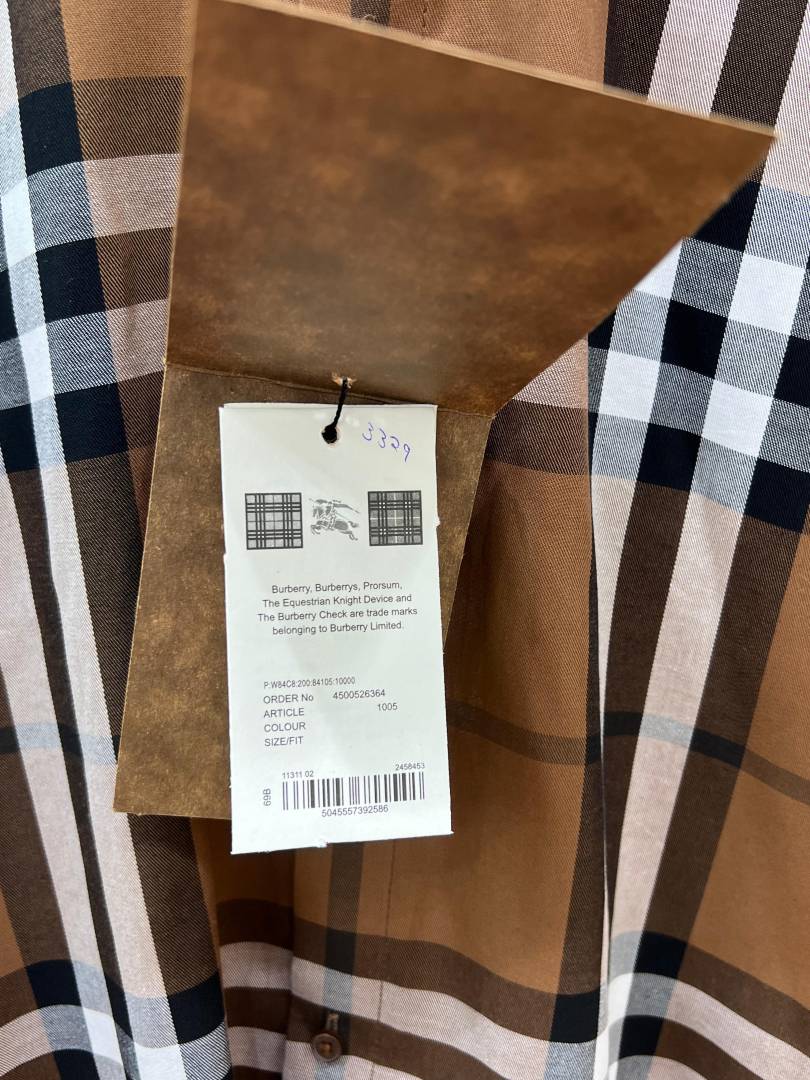 3329
Burberry, Burberrys, Prorsum,
The Equestrian Knight Device and
The Burberry Check are trade marks
belonging to Burberry Limited.
P:W84C8:200:84105:10000
ORDER No 4500526364
ARTICLE 1005
COLOUR
SIZE/FIT
11311 02 2458453
69B
5045557392586